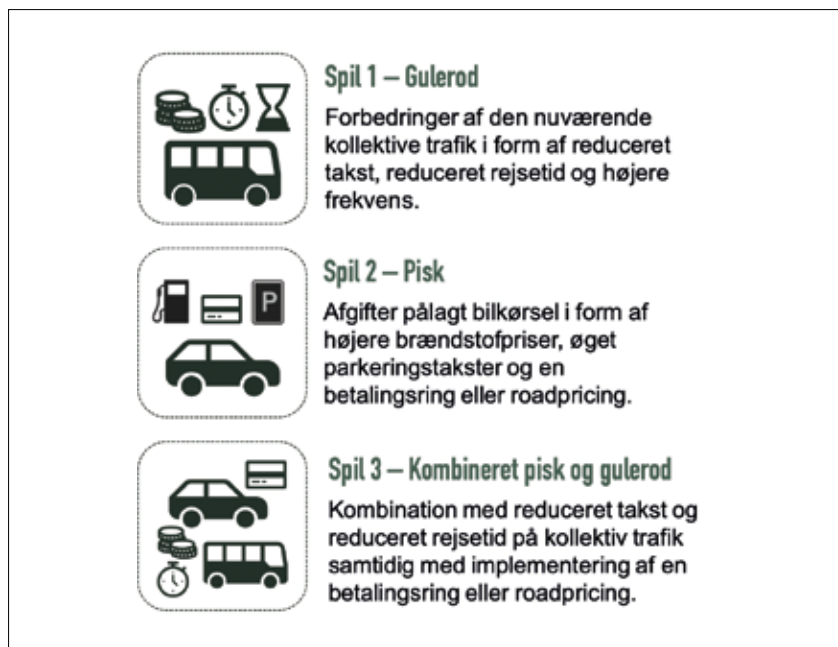 Spil 1 – Gulerod
Forbedringer af den nuværende
kollektive trafik i form af reduceret
takst, reduceret rejsetid og højere
frekvens.
P
Spil 2 – Pisk
Afgifter pålagt bilkørsel i form af
højere brændstofpriser, øget
parkeringstakster og en
betalingsring eller roadpricing.
Spil 3 – Kombineret pisk og gulerod
Kombination med reduceret takst og
reduceret rejsetid på kollektiv trafik
samtidig med implementering af en
betalingsring eller roadpricing.